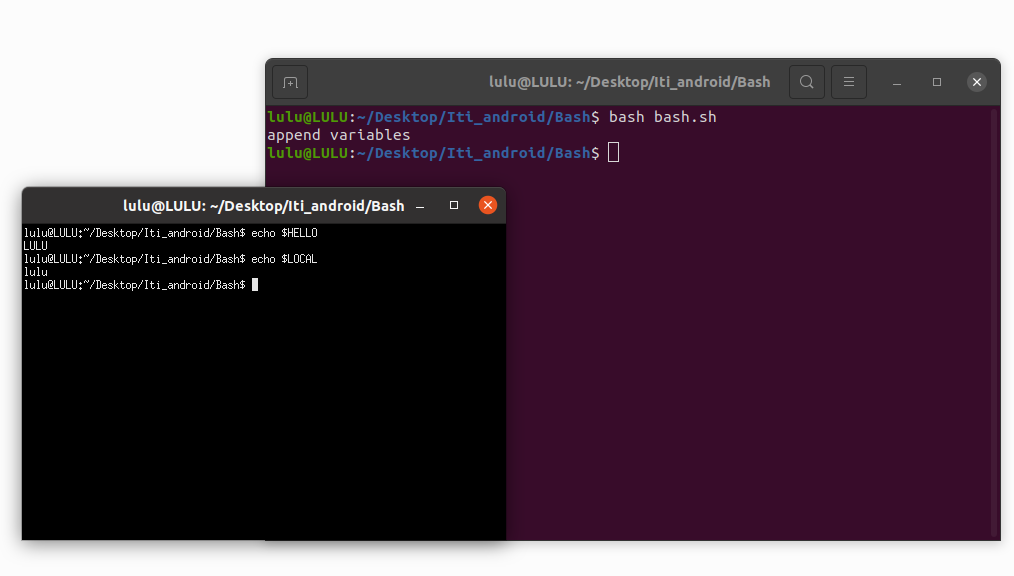 lulu@LULU: ~/Desktop/Iti_android/Bash
lulu@LULU:~/Desktop/Iti_android/Bash$ bash bash.sh
append variables
lulu@LULU:~/Desktop/Iti_android/Bash$
lulu@LULU: ~/Desktop/Iti_android/Bash
lulu@LULU:~/Desktop/Iti_android/Bash$ echo $HELLO
LULU
lulu@LULU:~/Desktop/Iti_android/Bash$ echo $LOCAL
lulu
lulu@LULU:~/Desktop/Iti_android/Bash$